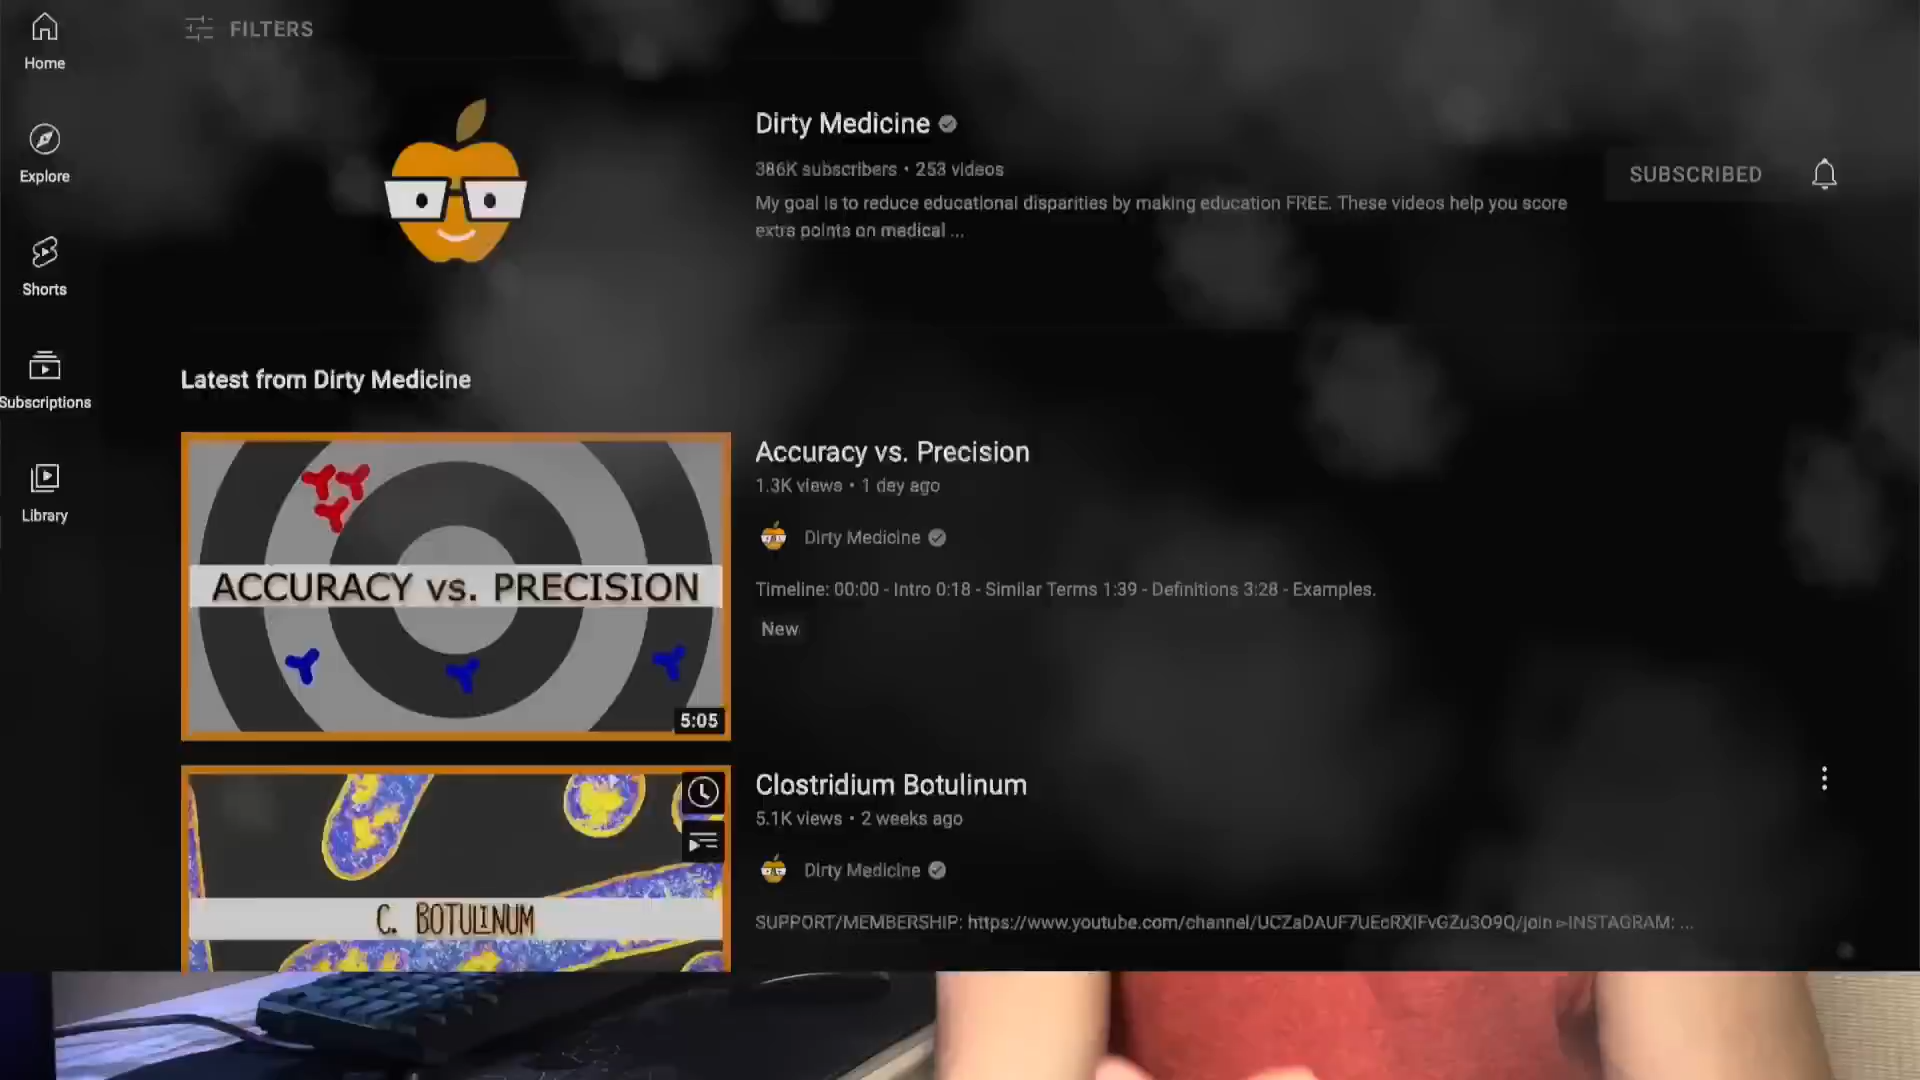 FILTERS
Home
Explore
Shorts
Subscriptions
Library
Dirty Medicine
386K subscribers • 253 videos
My goal is to reduce educational disparities by making education FREE. These videos help you score
extra points on medical ...
SUBSCRIBED
Latest from Dirty Medicine
ACCURACY vs. PRECISION
5:05
Accuracy vs. Precision
1.3K views • 1 day ago
Dirty Medicine
Timeline: 00:00 - Intro 0:18 - Similar Terms 1:39 - Definitions 3:28 - Examples.
New
C. BOTULINUM
Clostridium Botulinum
5.1K views • 2 weeks ago
Dirty Medicine
SUPPORT/MEMBERSHIP: https://www.youtube.com/channel/UCZaDAUF7UEcRXIFvGZu3O9Q/join ▻INSTAGRAM: ...